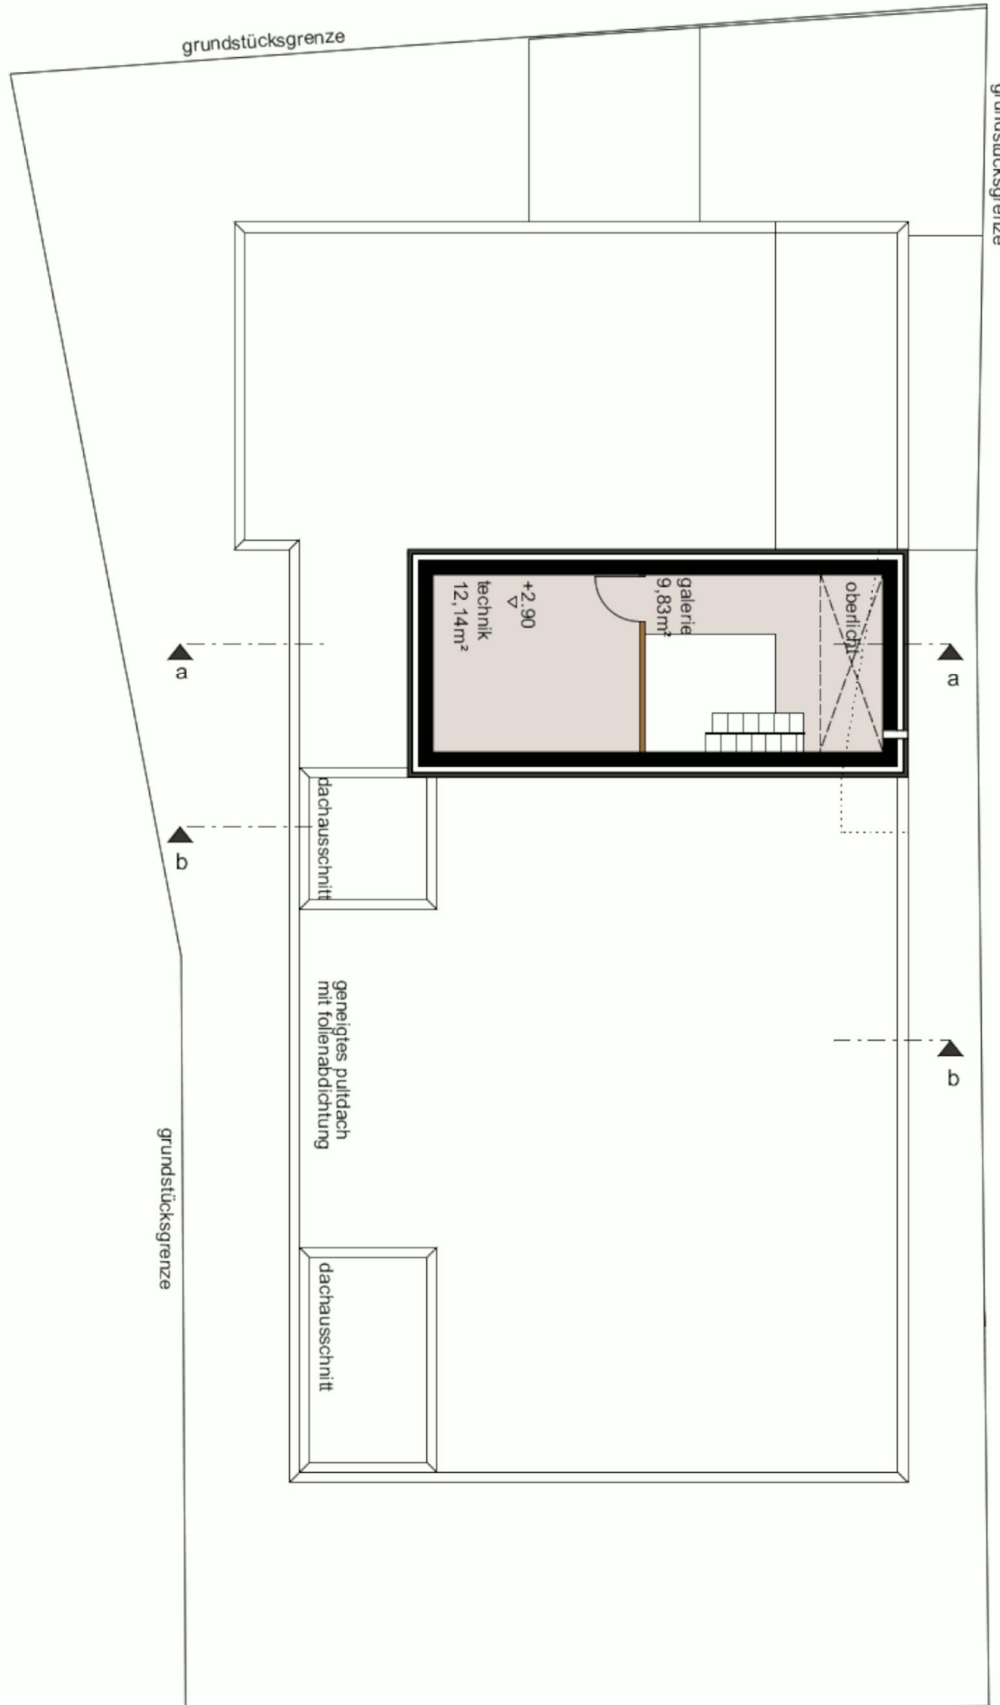 grundstücksgrenze
grundstücksgrenze
oberlicht
galerie
9,83m²
+2.90
technik
12,14m²
a
a
dachausschnitt
b
geneigtes pultdach
mit folienabdichtung
b
grundstücksgrenze
dachausschnitt